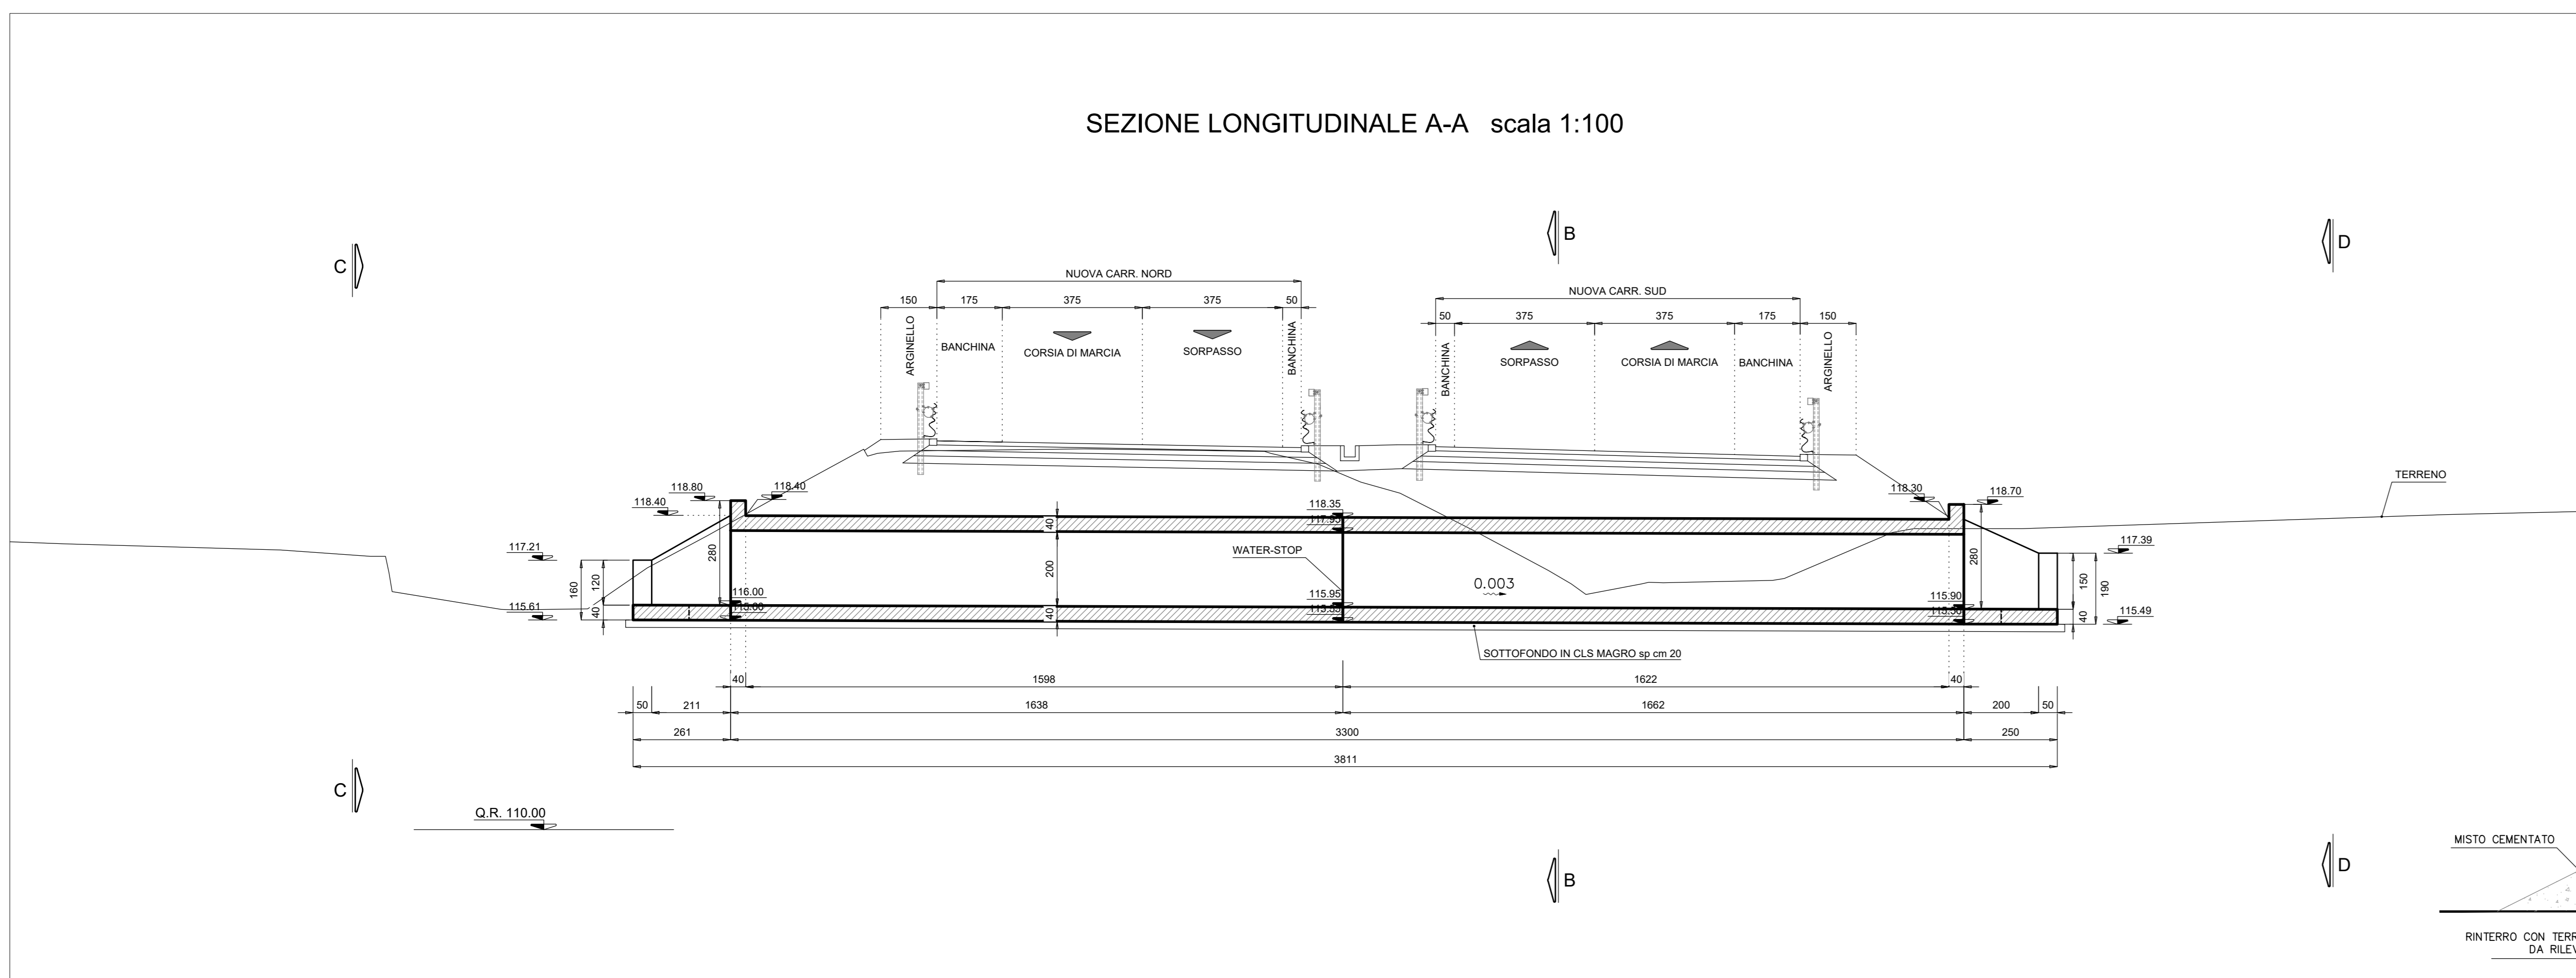 SEZIONE LONGITUDINALE A-A scala 1:100
B
C
D
NUOVA CARR. NORD
NUOVA CARR. SUD
150 175 375 375 50
50 375 375 175 150
ARGINELLO
BANCHINA
CORSIA DI MARCIA
SORPASSO
BANCHINA
BANCHINA
SORPASSO
CORSIA DI MARCIA
BANCHINA
ARGINELLO
TERRENO
118.80
118.40
118.40
118.35
117.95
118.30
118.70
117.21
117.39
280
40
200
40
WATER-STOP
280
160
120
40
150
190
40
0.003
116.00
115.95
115.90
115.61
115.49
SOTTOFONDO IN CLS MAGRO sp cm 20
40 1598 1622 40
50 211 1638 1662 200 50
261 3300 250
3811
C
Q.R. 110.00
B
D
MISTO CEMENTATO
RINTERRO CON
DA